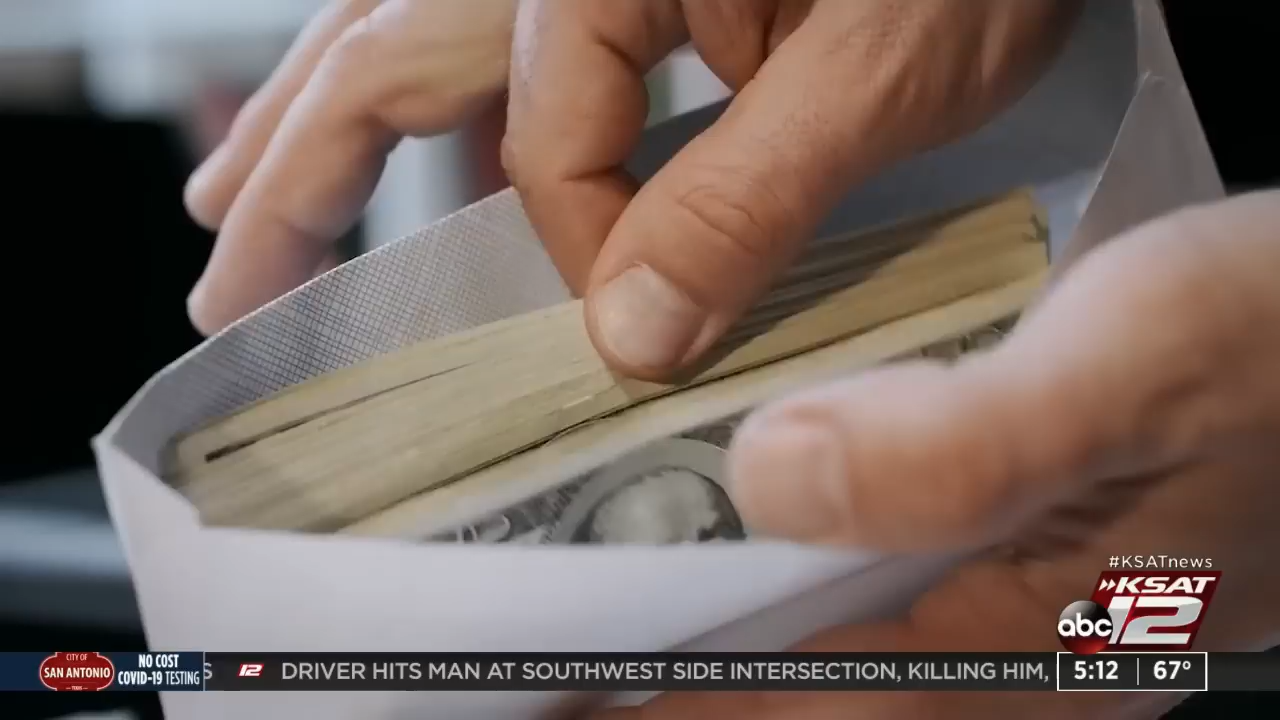 #KSATnews
KSAT
abc 12
CITY OF
SAN ANTONIO
TEXAS
NO COST
COVID-19 TESTING
S 12 DRIVER HITS MAN AT SOUTHWEST SIDE INTERSECTION, KILLING HIM,
5:12 67°